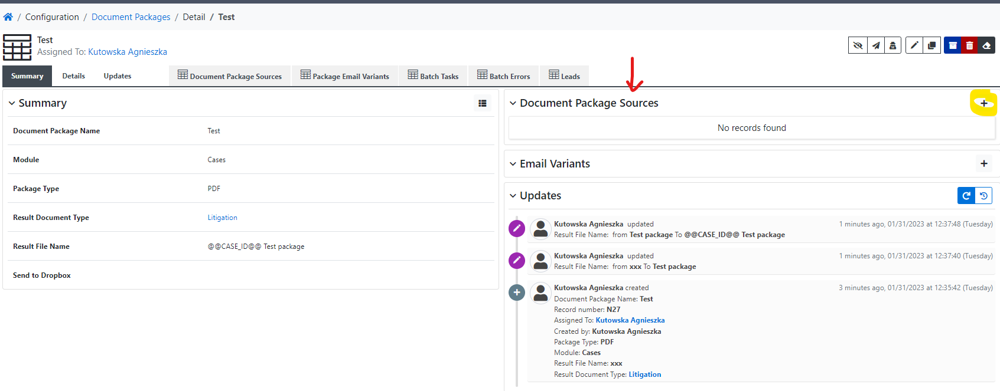 / Configuration / Document Packages / Detail / Test
Test
Assigned To: Kutowska Agnieszka
Summary Details Updates Document Package Sources Package Email Variants Batch Tasks Batch Errors Leads
Summary
Document Package Name Test
Module Cases
Package Type PDF
Result Document Type Litigation
Result File Name @@CASE_ID@@ Test package
Send to Dropbox
Document Package Sources +
No records found
Email Variants +
Updates
Kutowska Agnieszka updated 1 minutes ago, 01/31/2023 at 12:37:48 (Tuesday)
Result File Name: from Test package To @@CASE_ID@@ Test package
Kutowska Agnieszka updated 1 minutes ago, 01/31/2023 at 12:37:40 (Tuesday)
Result File Name: from xxx To Test package
Kutowska Agnieszka created 3 minutes ago, 01/31/2023 at 12:35:42 (Tuesday)
Document Package Name: Test
Record number: N27
Assigned To: Kutowska Agnieszka
Created by: Kutowska Agnieszka
Package Type: PDF
Module: Cases
Result File Name: xxx
Result Document Type: Litigation